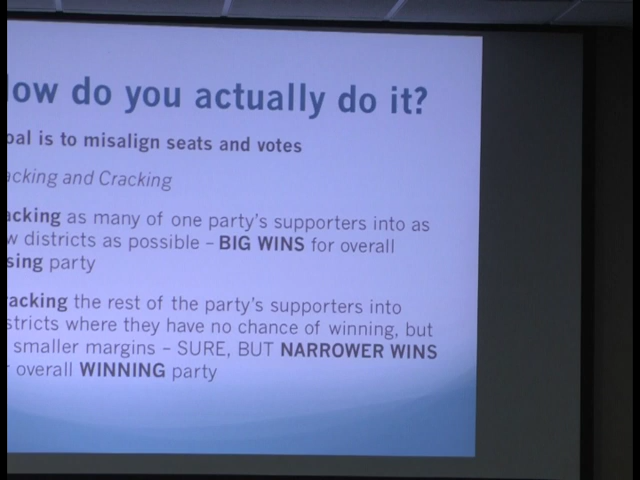 ow do you actually do it?
oal is to misalign seats and votes
acking and Cracking
acking as many of one party's supporters into as
w districts as possible – BIG WINS for overall
sing party
acking the rest of the party's supporters into
stricts where they have no chance of winning, but
smaller margins – SURE, BUT NARROWER WINS
r overall WINNING party